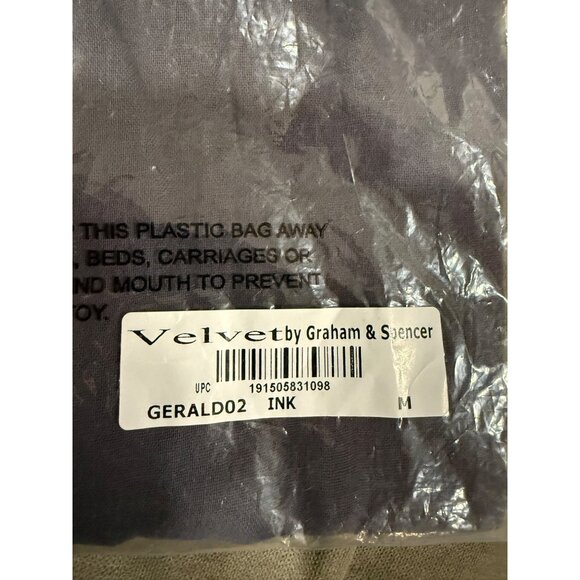 THIS PLASTIC BAG AWAY
, BEDS, CARRIAGES OR
ND MOUTH TO PREVENT
OY.
Velvet by Graham & Spencer
UPC 191505831098
GERALD02 INK M